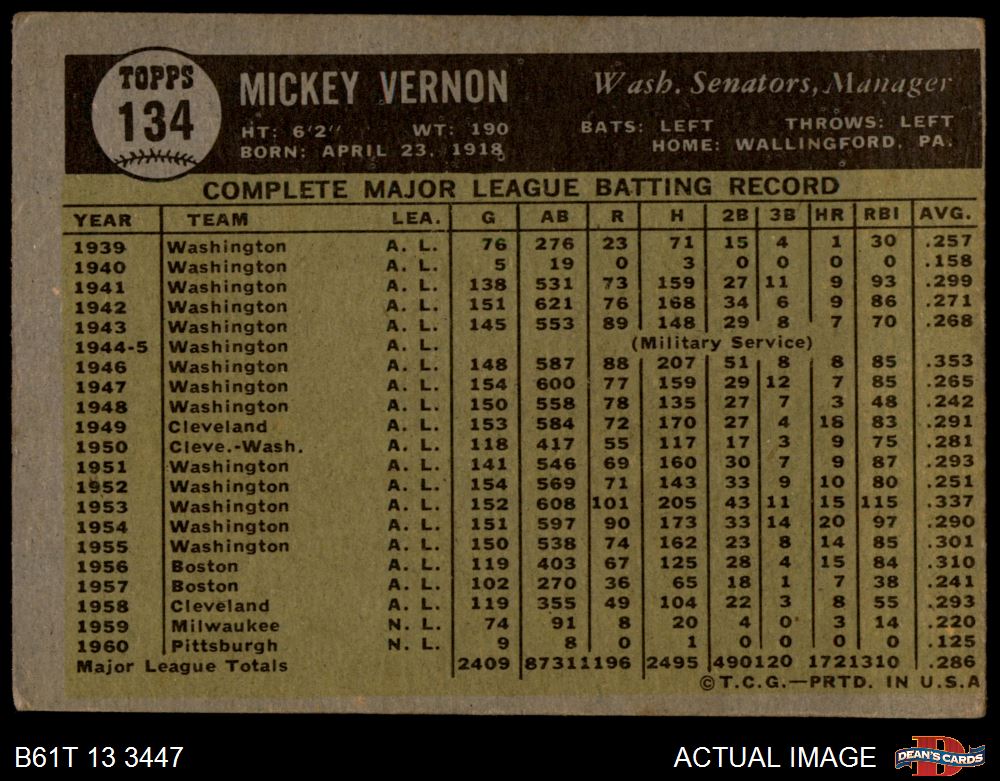 TOPPS
134
MICKEY VERNON
Wash. Senators, Manager
HT: 6'2" WT: 190 BATS: LEFT THROWS: LEFT
BORN: APRIL 23, 1918 HOME: WALLINGFORD, PA.
COMPLETE MAJOR LEAGUE BATTING RECORD
YEAR TEAM LEA. G AB R H 2B 3B HR RBI AVG.
1939 Washington A. L. 76 276 23 71 15 4 1 30 .257
1940 Washington A. L. 5 19 0 3 0 0 0 0 .158
1941 Washington A. L. 138 531 73 159 27 11 9 93 .299
1942 Washington A. L. 151 621 76 168 34 6 9 86 .271
1943 Washington A. L. 145 553 89 148 29 8 7 70 .268
1944-5 Washington A. L. (Military Service)
1946 Washington A. L. 148 587 88 207 51 8 8 85 .353
1947 Washington A. L. 154 600 77 159 29 12 7 85 .265
1948 Washington A. L. 150 558 78 135 27 7 3 48 .242
1949 Cleveland A. L. 153 584 72 170 27 4 18 83 .291
1950 Cleve.-Wash. A. L. 118 417 55 117 17 3 9 75 .281
1951 Washington A. L. 141 546 69 160 30 7 9 87 .293
1952 Washington A. L. 154 569 71 143 33 9 10 80 .251
1953 Washington A. L. 152 608 101 205 43 11 15 115 .337
1954 Washington A. L. 151 597 90 173 33 14 20 97 .290
1955 Washington A. L. 150 538 74 162 23 8 14 85 .301
1956 Boston A. L. 119 403 67 125 28 4 15 84 .310
1957 Boston A. L. 102 270 36 65 18 1 7 38 .241
1958 Cleveland A. L. 119 355 49 104 22 3 8 55 .293
1959 Milwaukee N. L. 74 91 8 20 4 0 3 14 .220
1960 Pittsburgh N. L. 9 8 0 1 0 0 0 0 .125
Major League Totals 2409 8731 1196 2495 490 120 172 1310 .286
©T.C.G.—PRTD. IN U.S.A
B61T 13 3447
ACTUAL IMAGE
D
DEAN'S CARDS